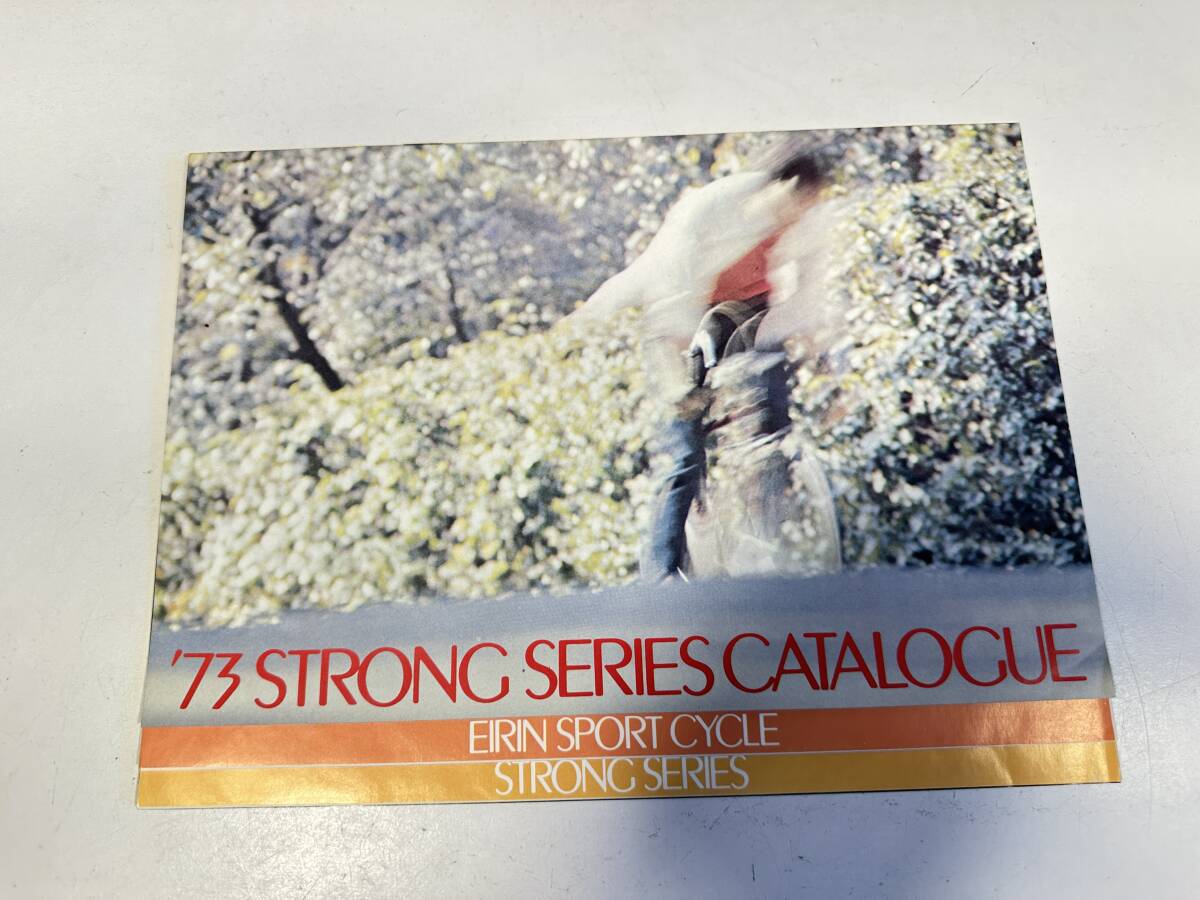 '73 STRONG SERIES CATALOGUE
EIRIN SPORT CYCLE
STRONG SERIES